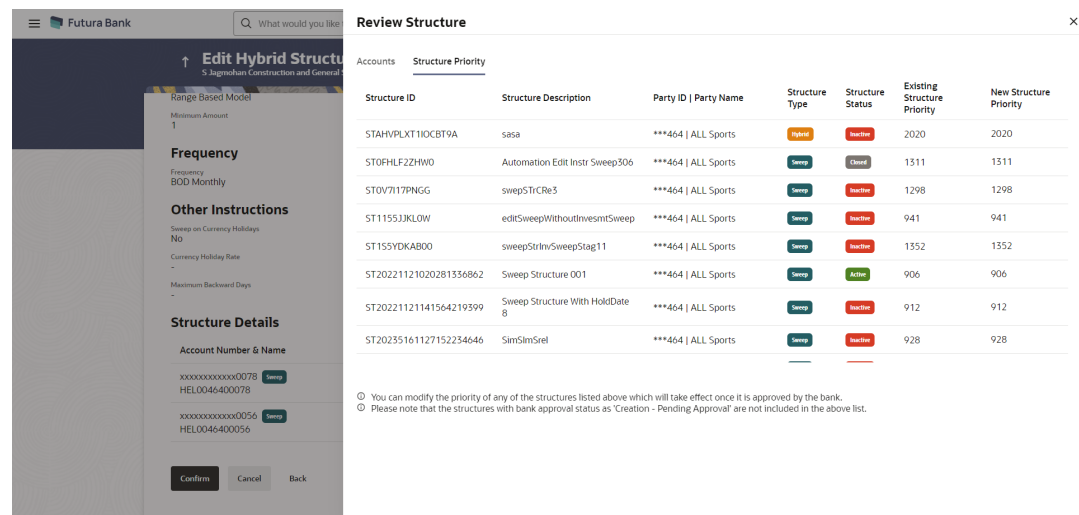 Futura Bank
What would you like
Edit Hybrid Structu
S Jagmohan Construction and General S
Range Based Model
Minimum Amount
1
Frequency
Frequency
BOD Monthly
Other Instructions
Sweep on Currency Holidays
No
Currency Holiday Rate
-
Maximum Backward Days
-
Structure Details
Account Number & Name
xxxxxxxxxxxx0078 Sweep
HEL0046400078
xxxxxxxxxxxx0056 Sweep
HEL0046400056
Confirm Cancel Back
Review Structure
Accounts Structure Priority
Structure ID Structure Description Party ID | Party Name Structure Type Structure Status Existing Structure Priority New Structure Priority
STAHVPLXT1IOCBT9A sasa ***464 | ALL Sports Hybrid Inactive 2020 2020
ST0FHLF2ZHW0 Automation Edit Instr Sweep306 ***464 | ALL Sports Sweep Closed 1311 1311
ST0V7I17PNGG swepSTrCRe3 ***464 | ALL Sports Sweep Inactive 1298 1298
ST1155JJKL0W editSweepWithoutInvesmtSweep ***464 | ALL Sports Sweep Inactive 941 941
ST1S5YDKAB00 sweepStrInvSweepStag11 ***464 | ALL Sports Sweep Inactive 1352 1352
ST20221121020281336862 Sweep Structure 001 ***464 | ALL Sports Sweep Active 906 906
ST20221121141564219399 Sweep Structure With HoldDate 8 ***464 | ALL Sports Sweep Inactive 912 912
ST20235161127152234646 SimSImSrel ***464 | ALL Sports Sweep Inactive 928 928
You can modify the priority of any of the structures listed above which will take effect once it is approved by the bank.
Please note that the structures with bank approval status as 'Creation - Pending Approval' are not included in the above list.